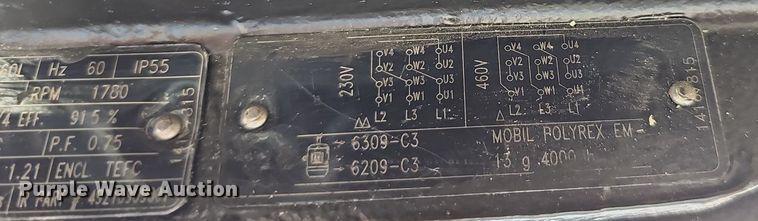 60L Hz 60 IP55
RPM 1780
EFF. 91.5 %
P.F. 0.75
1.21 ENCL TEFC
IR PART #
230V
V4 W4 U4
V2 W2 U2
V3 W3 U3
V1 W1 U1
△△ L2 L3 L1
460V
V4 W4 U4
V2 W2 U2
V3 W3 U3
V1 W1 U1
△ L2 L3 L1
6309-C3
6209-C3
MOBIL POLYREX EM
13 g 4000 h
Purple Wave Auction